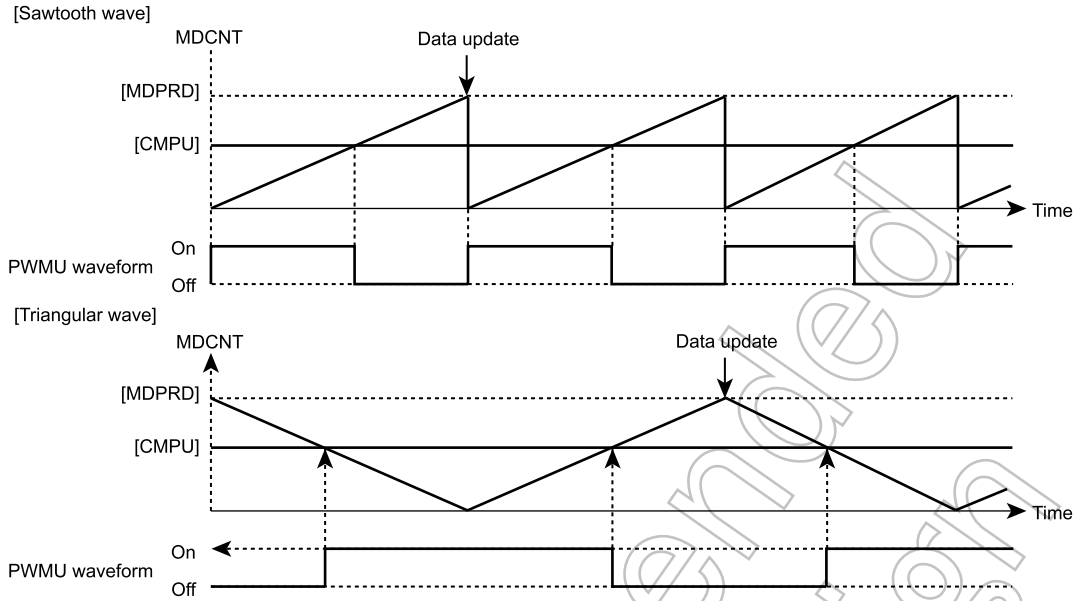 [Sawtooth wave]
MDCNT
Data update
[MDPRD]
[CMPU]
Time
On
PWMU waveform
Off
[Triangular wave]
MDCNT
Data update
[MDPRD]
[CMPU]
Time
On
PWMU waveform
Off